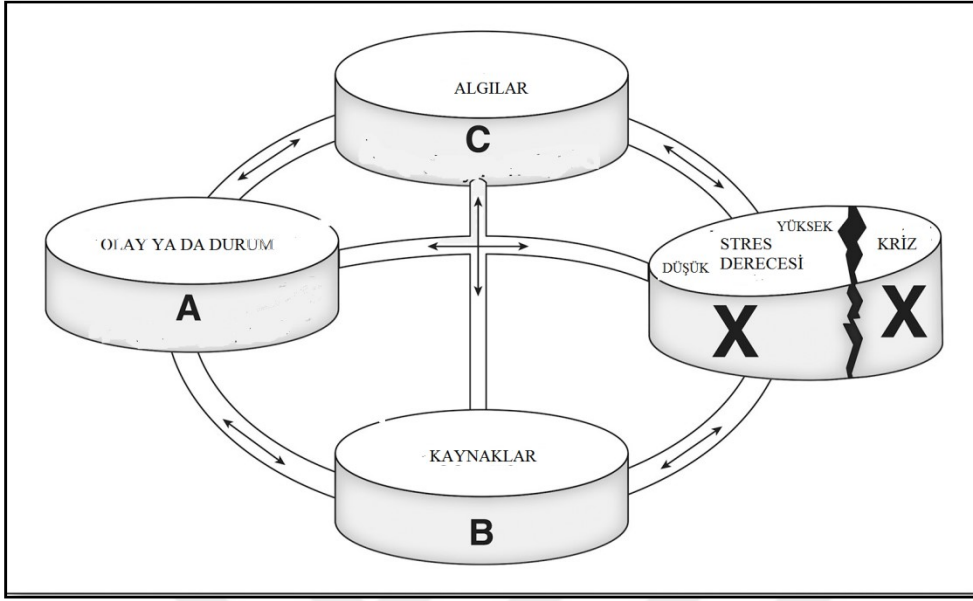 ALGILAR
C
OLAY YA DA DURUM
A
YÜKSEK
STRES
DÜŞÜK DERECESİ
KRİZ
X
X
KAYNAKLAR
B